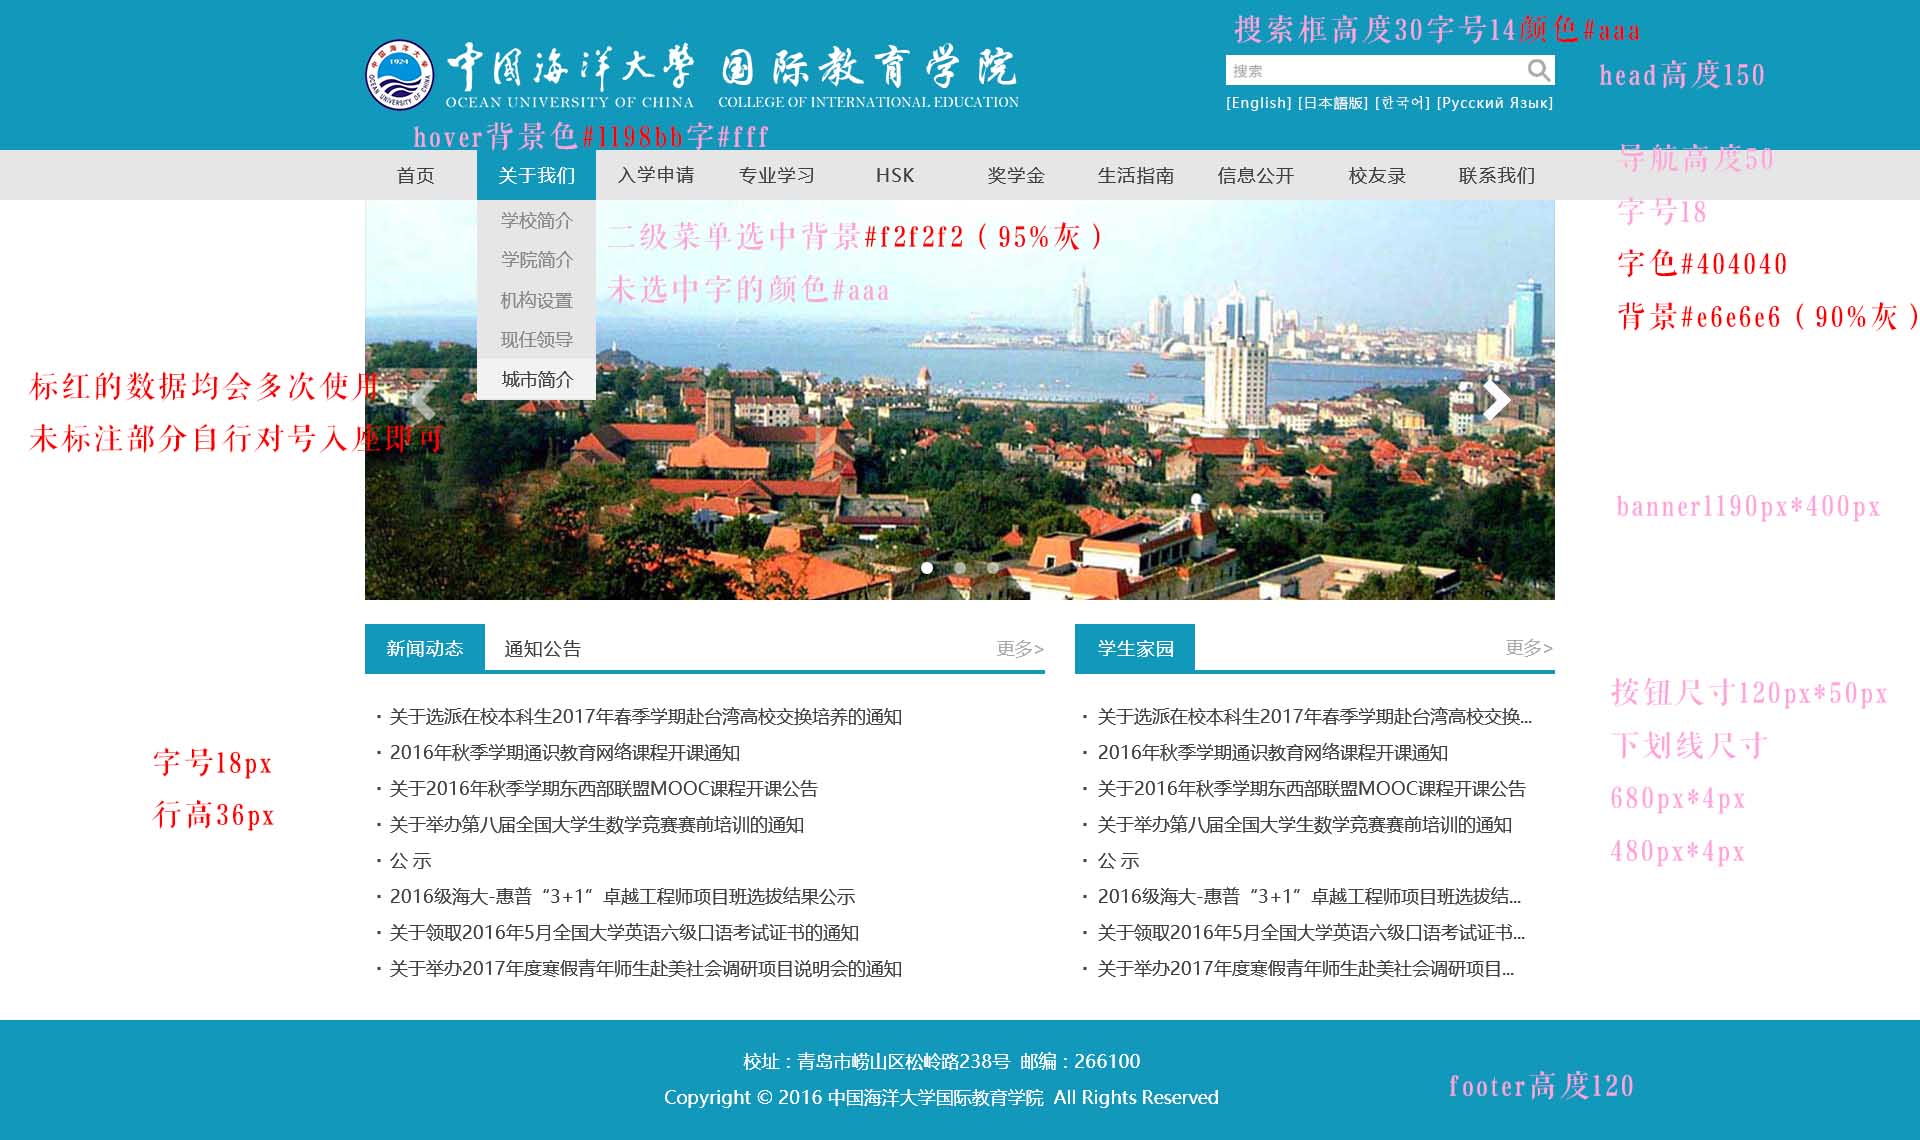 搜索框高度30字号14颜色#aaa
中国海洋大学 国际教育学院
1924
OCEAN UNIVERSITY OF CHINA COLLEGE OF INTERNATIONAL EDUCATION
搜索
head高度150
[English] [日本語版] [한국어] [Русский Язык]
hover背景色#1198bb字#fff
导航高度50
首页 关于我们 入学申请 专业学习 HSK 奖学金 生活指南 信息公开 校友录 联系我们
字号18
学校简介
二级菜单选中背景#f2f2f2（95%灰）
学院简介
字色#404040
未选中字的颜色#aaa
机构设置
背景#e6e6e6（90%灰）
现任领导
城市简介
标红的数据均会多次使用
未标注部分自行对号入座即可
banner1190px*400px
新闻动态 通知公告 更多>
学生家园 更多>
按钮尺寸120px*50px
下划线尺寸
680px*4px
480px*4px
字号18px
行高36px
· 关于选派在校本科生2017年春季学期赴台湾高校交换培养的通知
· 2016年秋季学期通识教育网络课程开课通知
· 关于2016年秋季学期东西部联盟MOOC课程开课公告
· 关于举办第八届全国大学生数学竞赛赛前培训的通知
· 公 示
· 2016级海大-惠普“3+1”卓越工程师项目班选拔结果公示
· 关于领取2016年5月全国大学英语六级口语考试证书的通知
· 关于举办2017年度寒假青年师生赴美社会调研项目说明会的通知
· 关于选派在校本科生2017年春季学期赴台湾高校交换...
· 2016年秋季学期通识教育网络课程开课通知
· 关于2016年秋季学期东西部联盟MOOC课程开课公告
· 关于举办第八届全国大学生数学竞赛赛前培训的通知
· 公 示
· 2016级海大-惠普“3+1”卓越工程师项目班选拔结...
· 关于领取2016年5月全国大学英语六级口语考试证书...
· 关于举办2017年度寒假青年师生赴美社会调研项目...
校址：青岛市崂山区松岭路238号 邮编：266100
Copyright © 2016 中国海洋大学国际教育学院 All Rights Reserved
footer高度120